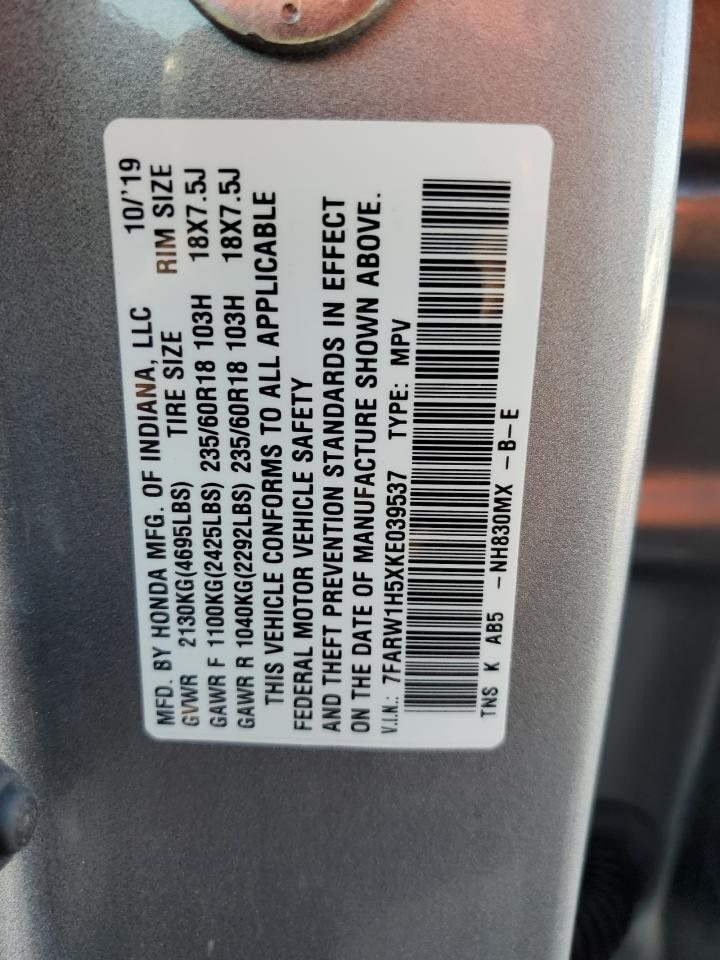 MFD. BY HONDA MFG. OF INDIANA, LLC 10/'19
GVWR 2130KG(4695LBS) TIRE SIZE RIM SIZE
GAWR F 1100KG(2425LBS) 235/60R18 103H 18X7.5J
GAWR R 1040KG(2292LBS) 235/60R18 103H 18X7.5J
THIS VEHICLE CONFORMS TO ALL APPLICABLE
FEDERAL MOTOR VEHICLE SAFETY
AND THEFT PREVENTION STANDARDS IN EFFECT
ON THE DATE OF MANUFACTURE SHOWN ABOVE.
V.I.N.: 7FARW1H5XKE039537 TYPE: MPV
TNS K AB5 -NH830MX -B-E